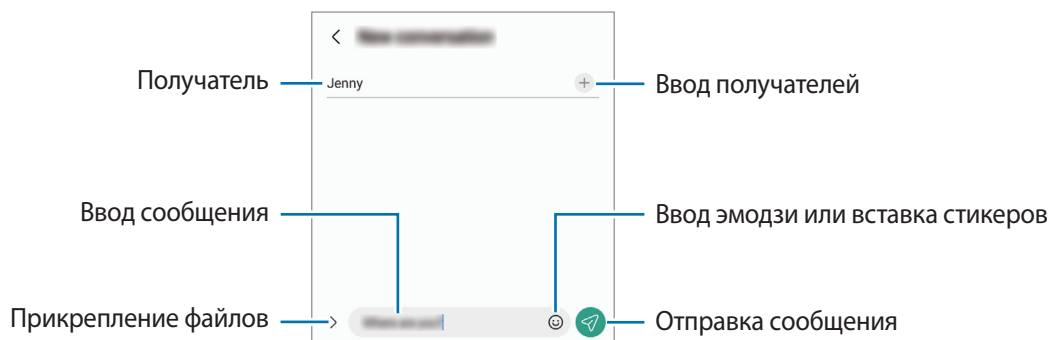 Получатель
Jenny
Ввод получателей
Ввод сообщения
Ввод эмодзи или вставка стикеров
Прикрепление файлов
Отправка сообщения